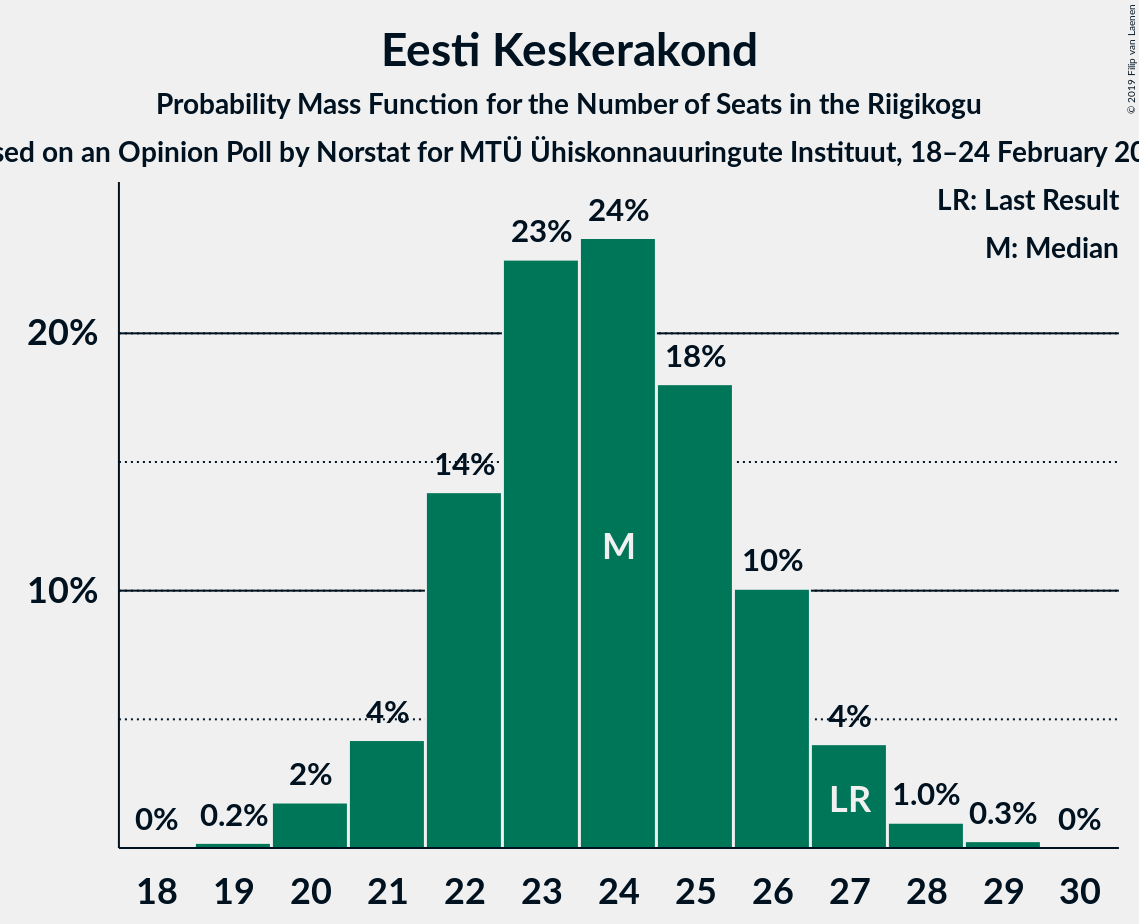 Eesti Keskerakond
Probability Mass Function for the Number of Seats in the Riigikogu
on an Opinion Poll by Norstat for MTÜ Ühiskonnauuringute Instituut, 18–24 February
© 2019 Filip van Laenen
LR: Last Result
M: Median
20%
10%
0%
0.2%
2%
4%
14%
23%
24%
18%
10%
4%
1.0%
0.3%
0%
M
LR
18 19 20 21 22 23 24 25 26 27 28 29 30